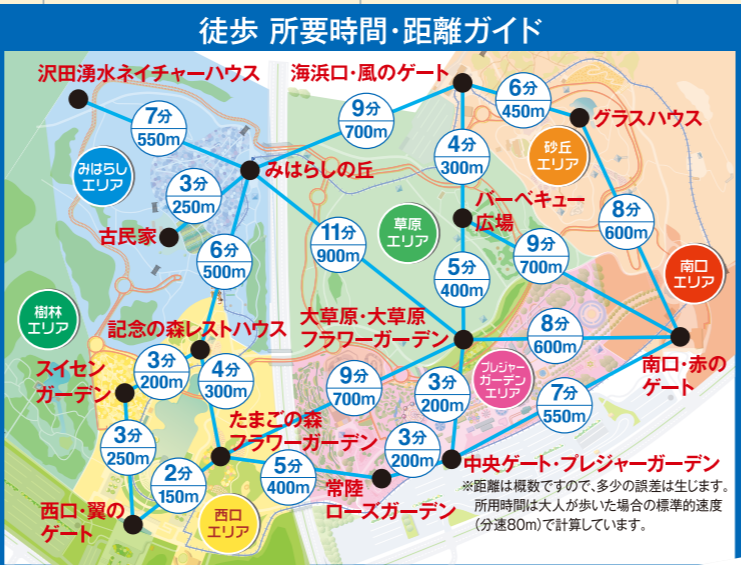 徒歩 所要時間・距離ガイド
沢田湧水ネイチャーハウス
海浜口・風のゲート
6分
450m
7分
550m
9分
700m
グラスハウス
砂丘
エリア
4分
300m
みはらし
エリア
みはらしの丘
3分
250m
バーベキュー
広場
8分
600m
古民家
11分
900m
草原
エリア
9分
700m
6分
500m
南口
エリア
5分
400m
樹林
エリア
記念の森レストハウス
大草原・大草原
フラワーガーデン
8分
600m
スイセン
ガーデン
3分
200m
4分
300m
9分
700m
3分
200m
プレジャー
ガーデン
エリア
南口・赤の
ゲート
7分
550m
たまごの森
フラワーガーデン
3分
250m
3分
200m
2分
150m
5分
400m
中央ゲート・プレジャーガーデン
常陸
ローズガーデン
西口・翼の
ゲート
西口
エリア
※距離は概数ですので、多少の誤差は生じます。
所用時間は大人が歩いた場合の標準的速度
(分速80m)で計算しています。